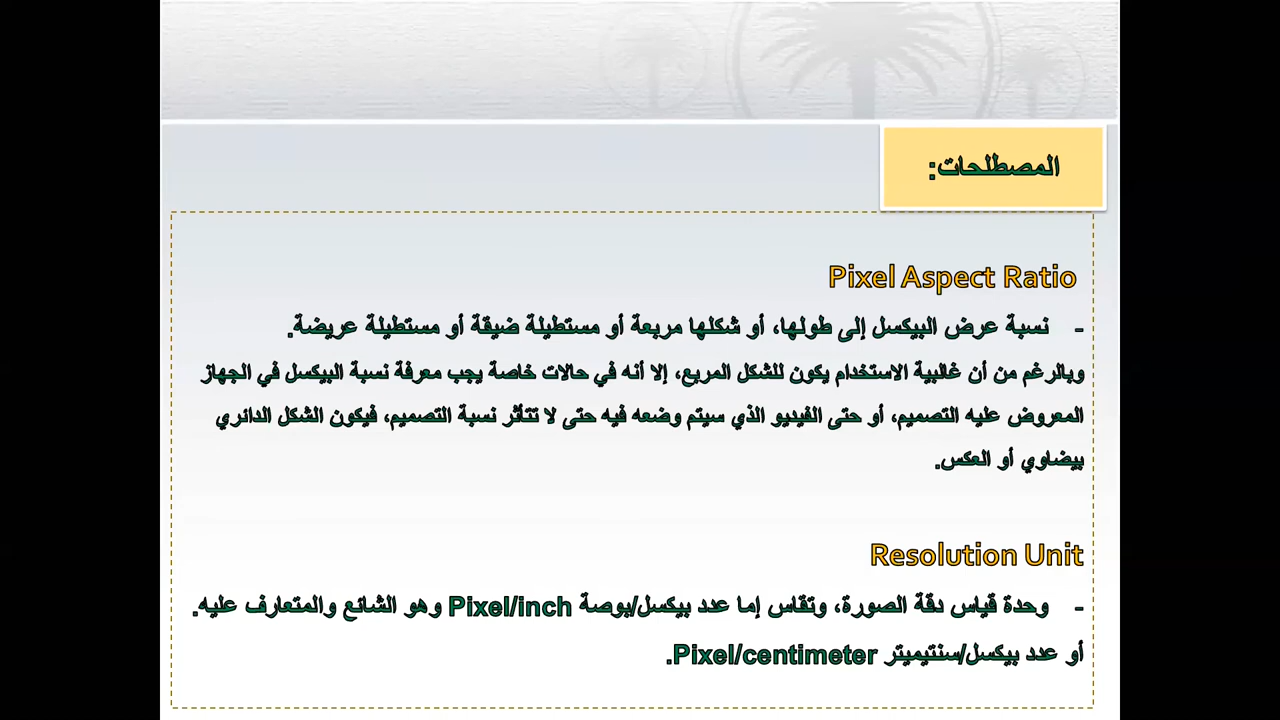 المصطلحات:
Pixel Aspect Ratio
- نسبة عرض البيكسل إلى طولها، أو شكلها مربعة أو مستطيلة ضيقة أو مستطيلة عريضة.
وبالرغم من أن غالبية الاستخدام يكون للشكل المربع، إلا أنه في حالات خاصة يجب معرفة نسبة البيكسل في الجهاز
المعروض عليه التصميم، أو حتى الفيديو الذي سيتم وضعه فيه حتى لا تتأثر نسبة التصميم، فيكون الشكل الدائري
بيضاوي أو العكس.
Resolution Unit
- وحدة قياس دقة الصورة، وتقاس إما عدد بيكسل/بوصة Pixel/inch وهو الشائع والمتعارف عليه.
أو عدد بيكسل/سنتيميتر Pixel/centimeter.